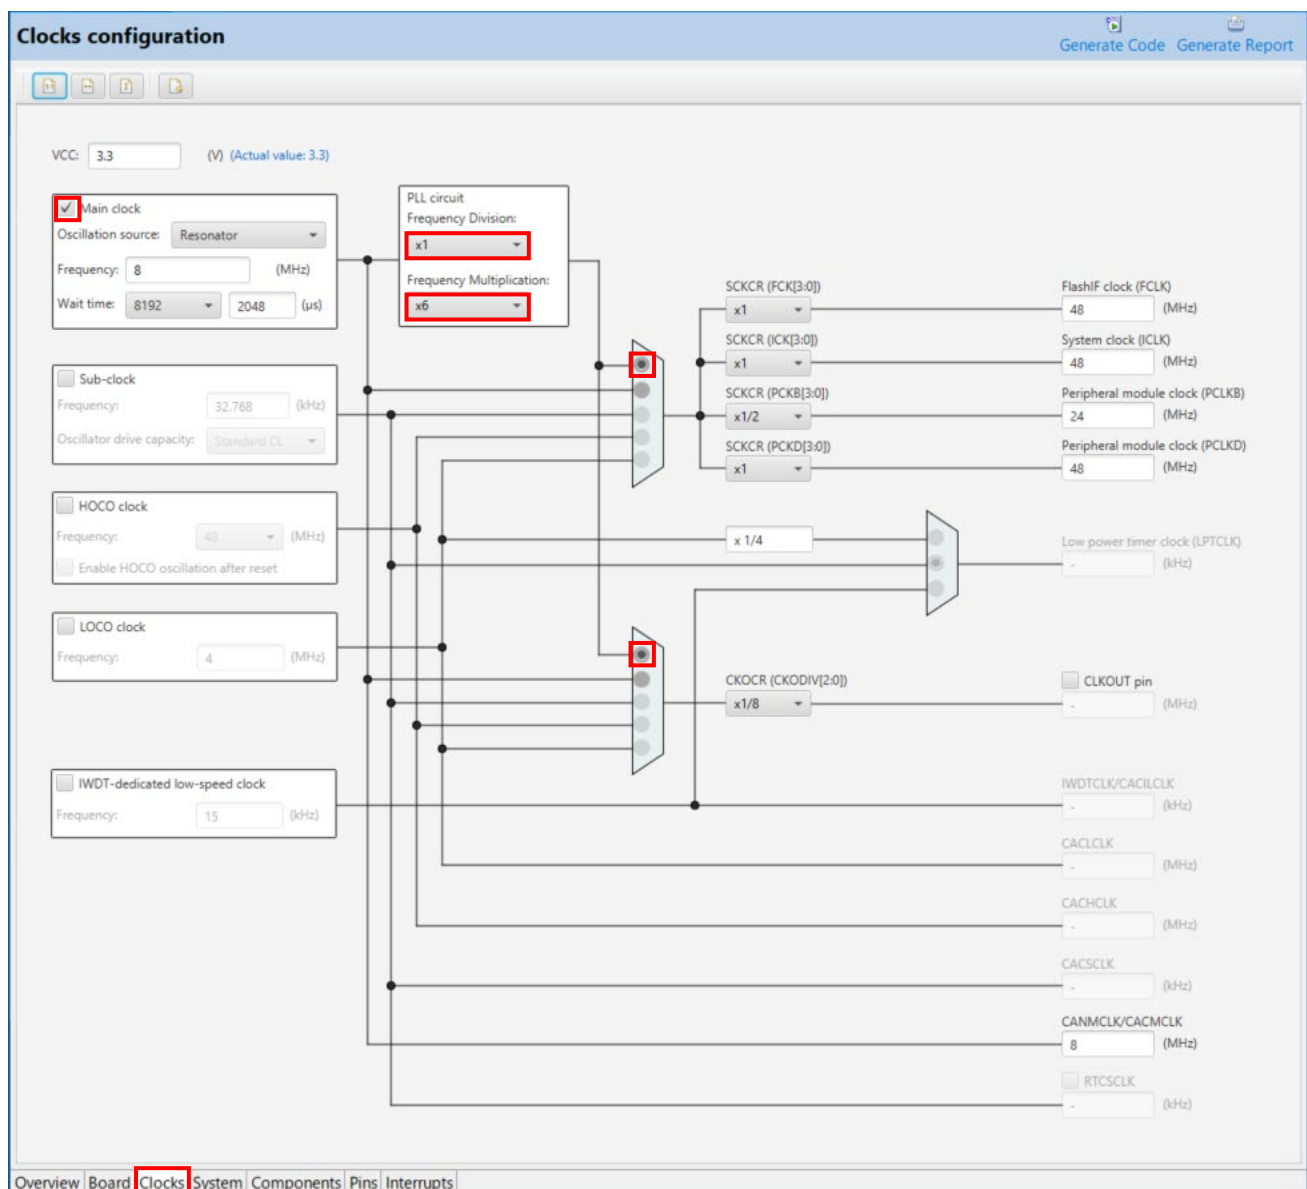 Clocks configuration
Generate Code Generate Report
VCC: 3.3 (V) (Actual value: 3.3)
Main clock
Oscillation source: Resonator
Frequency: 8 (MHz)
Wait time: 8192 2048 (μs)
PLL circuit
Frequency Division:
x1
Frequency Multiplication:
x6
Sub-clock
Frequency: 32.768 (kHz)
Oscillator drive capacity: Standard CL
HOCO clock
Frequency: 48 (MHz)
Enable HOCO oscillation after reset
LOCO clock
Frequency: 4 (MHz)
IWDT-dedicated low-speed clock
Frequency: 15 (kHz)
SCKCR (FCK[3:0])
x1
SCKCR (ICK[3:0])
x1
SCKCR (PCKB[3:0])
x1/2
SCKCR (PCKD[3:0])
x1
x 1/4
CKOCR (CKODIV[2:0])
x1/8
FlashIF clock (FCLK)
48 (MHz)
System clock (ICLK)
48 (MHz)
Peripheral module clock (PCLKB)
24 (MHz)
Peripheral module clock (PCLKD)
48 (MHz)
Low power timer clock (LPTCLK)
- (kHz)
CLKOUT pin
- (MHz)
IWDTCLK/CACILCLK
- (kHz)
CACLCLK
- (MHz)
CACHCLK
- (MHz)
CACSCLK
- (kHz)
CANMCLK/CACMCLK
8 (MHz)
RTCSCLK
- (kHz)
Overview Board Clocks System Components Pins Interrupts